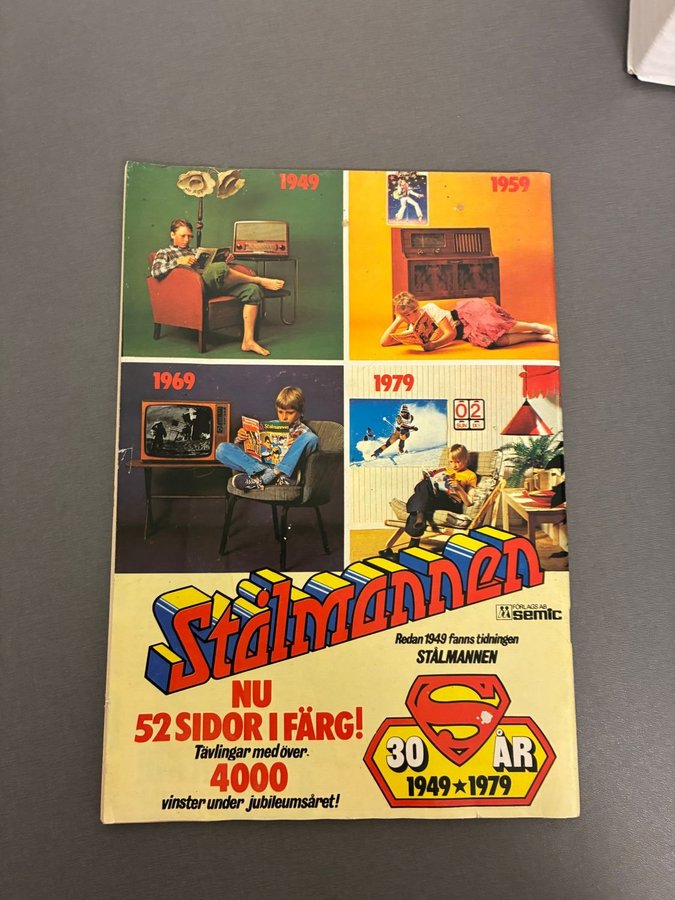 1949
1959
1969
Stålmannen
1979
02
Stålmannen
FÖRLAGS AB
semic
Redan 1949 fanns tidningen
STÅLMANNEN
NU
52 SIDOR I FÄRG!
Tävlingar med över
4000
vinster under jubileumsåret!
S
30 ÅR
1949★1979